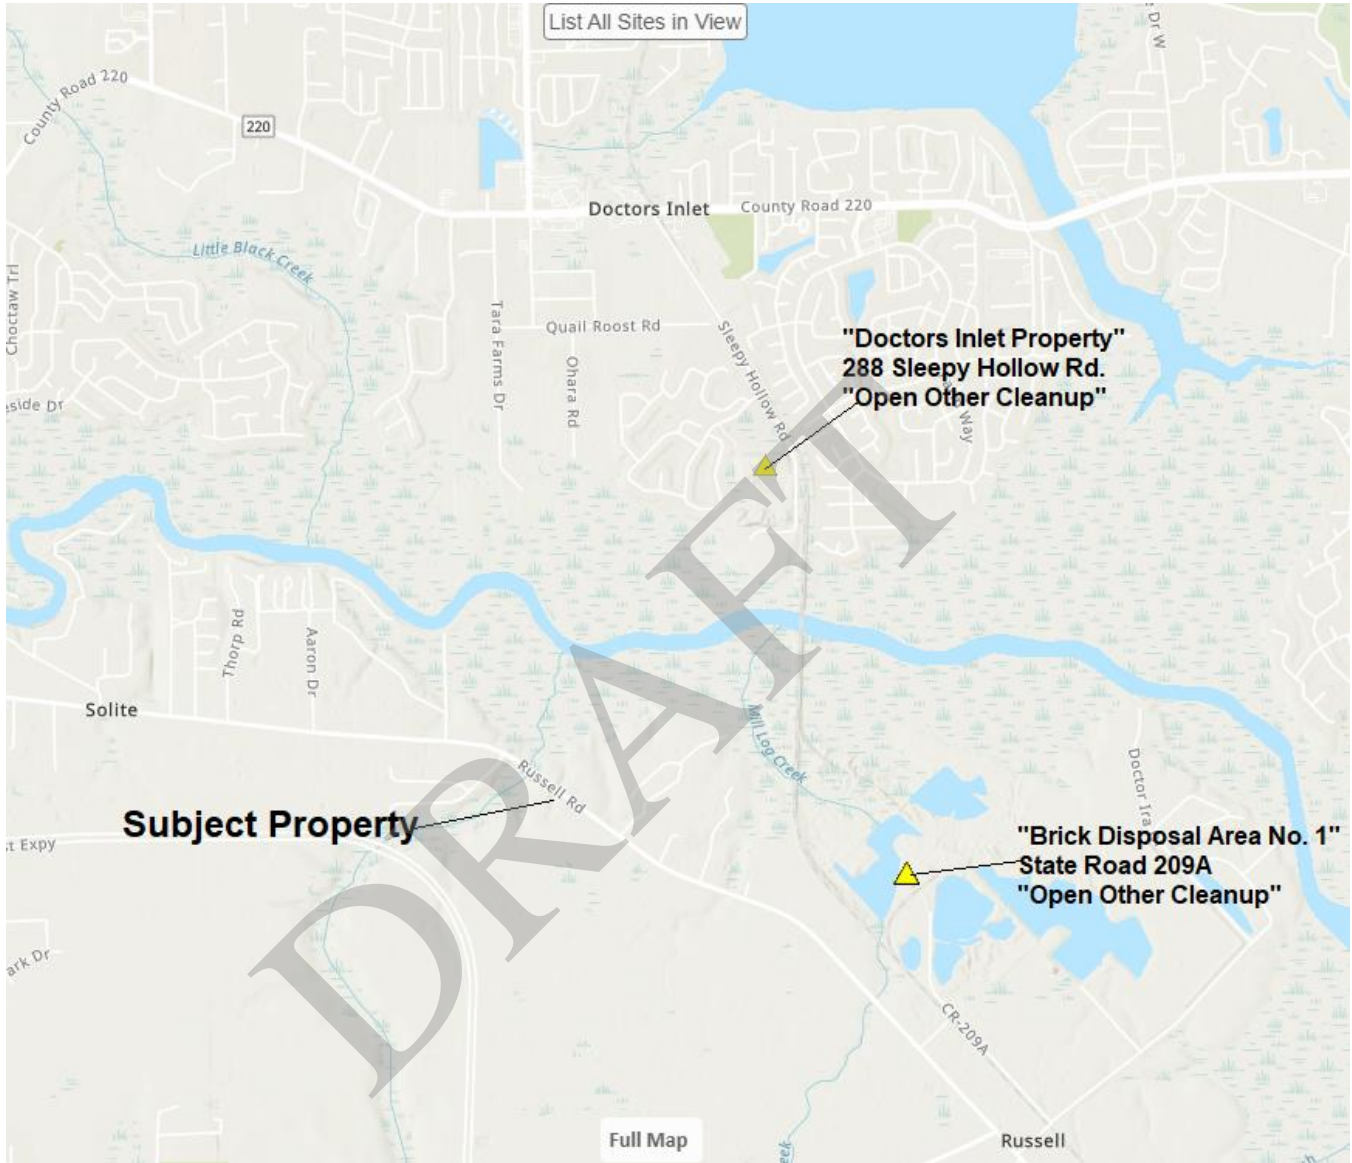 List All Sites in View
Dr W
County Road 220
220
Doctors Inlet
County Road 220
Little Black Creek
Choctaw Trl
Tara Farms Dr
Quail Roost Rd
Ohara Rd
Sleepy Hollow Rd
"Doctors Inlet Property"
288 Sleepy Hollow Rd.
"Open Other Cleanup"
Way
eside Dr
Thorp Rd
Aaron Dr
Solite
Mill Log Creek
Russell Rd
Doctor Ira
Subject Property
st Expy
"Brick Disposal Area No. 1"
State Road 209A
"Open Other Cleanup"
ark Dr
CR-209A
Full Map
Russell
eek
DRAFT